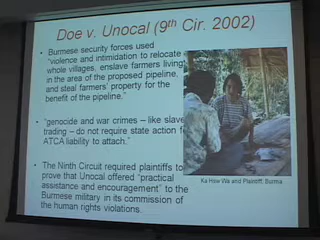 Doe v. Unocal (9th Cir. 2002)
• Burmese security forces used
"violence and intimidation to relocate
whole villages, enslave farmers living
in the area of the proposed pipeline,
and steal farmers' property for the
benefit of the pipeline."
• "genocide and war crimes – like slave
trading – do not require state action f
ATCA liability to attach."
• The Ninth Circuit required plaintiffs to
prove that Unocal offered "practical
assistance and encouragement" to the
Burmese military in its commission of
the human rights violations.
Ka Hsw Wa and Plaintiff, Burma